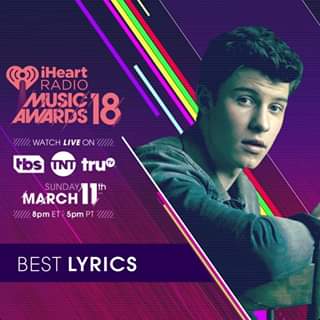 iHeart
RADIO
MUSIC
AWARDS 18
WATCH LIVE ON
tbs TNT truTV
SUNDAY
MARCH 11th
8pm ET · 5pm PT
BEST LYRICS